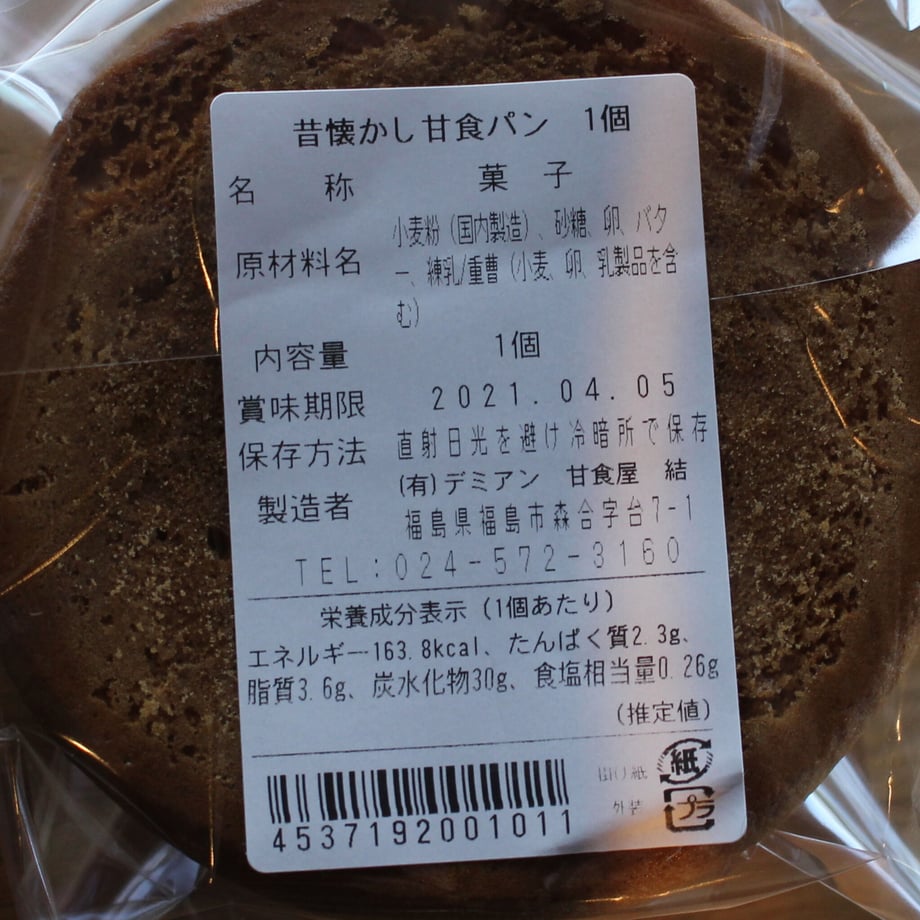 昔懐かし甘食パン 1個
名 称 菓 子
原材料名 小麦粉（国内製造）、砂糖、卵、バタ
ー、練乳/重曹（小麦、卵、乳製品を含
む）
内容量 1個
賞味期限 2021.04.05
保存方法 直射日光を避け冷暗所で保存
製造者 (有)デミアン 甘食屋 結
福島県福島市森合字台7-1
TEL:024-572-3160
栄養成分表示（1個あたり）
エネルギー163.8kcal、たんぱく質2.3g、
脂質3.6g、炭水化物30g、食塩相当量0.26g
（推定値）
紙
外装 プラ
4537192001011